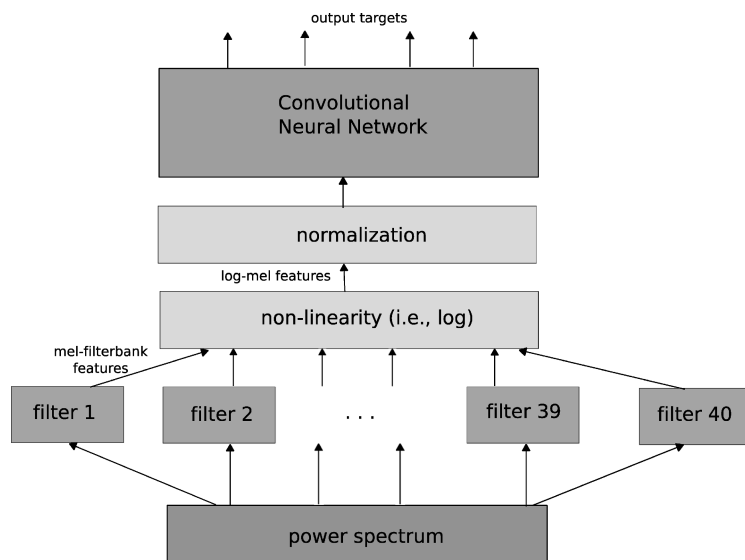 output targets
Convolutional
Neural Network
normalization
log-mel features
non-linearity (i.e., log)
mel-filterbank
features
filter 1
filter 2
. . .
filter 39
filter 40
power spectrum